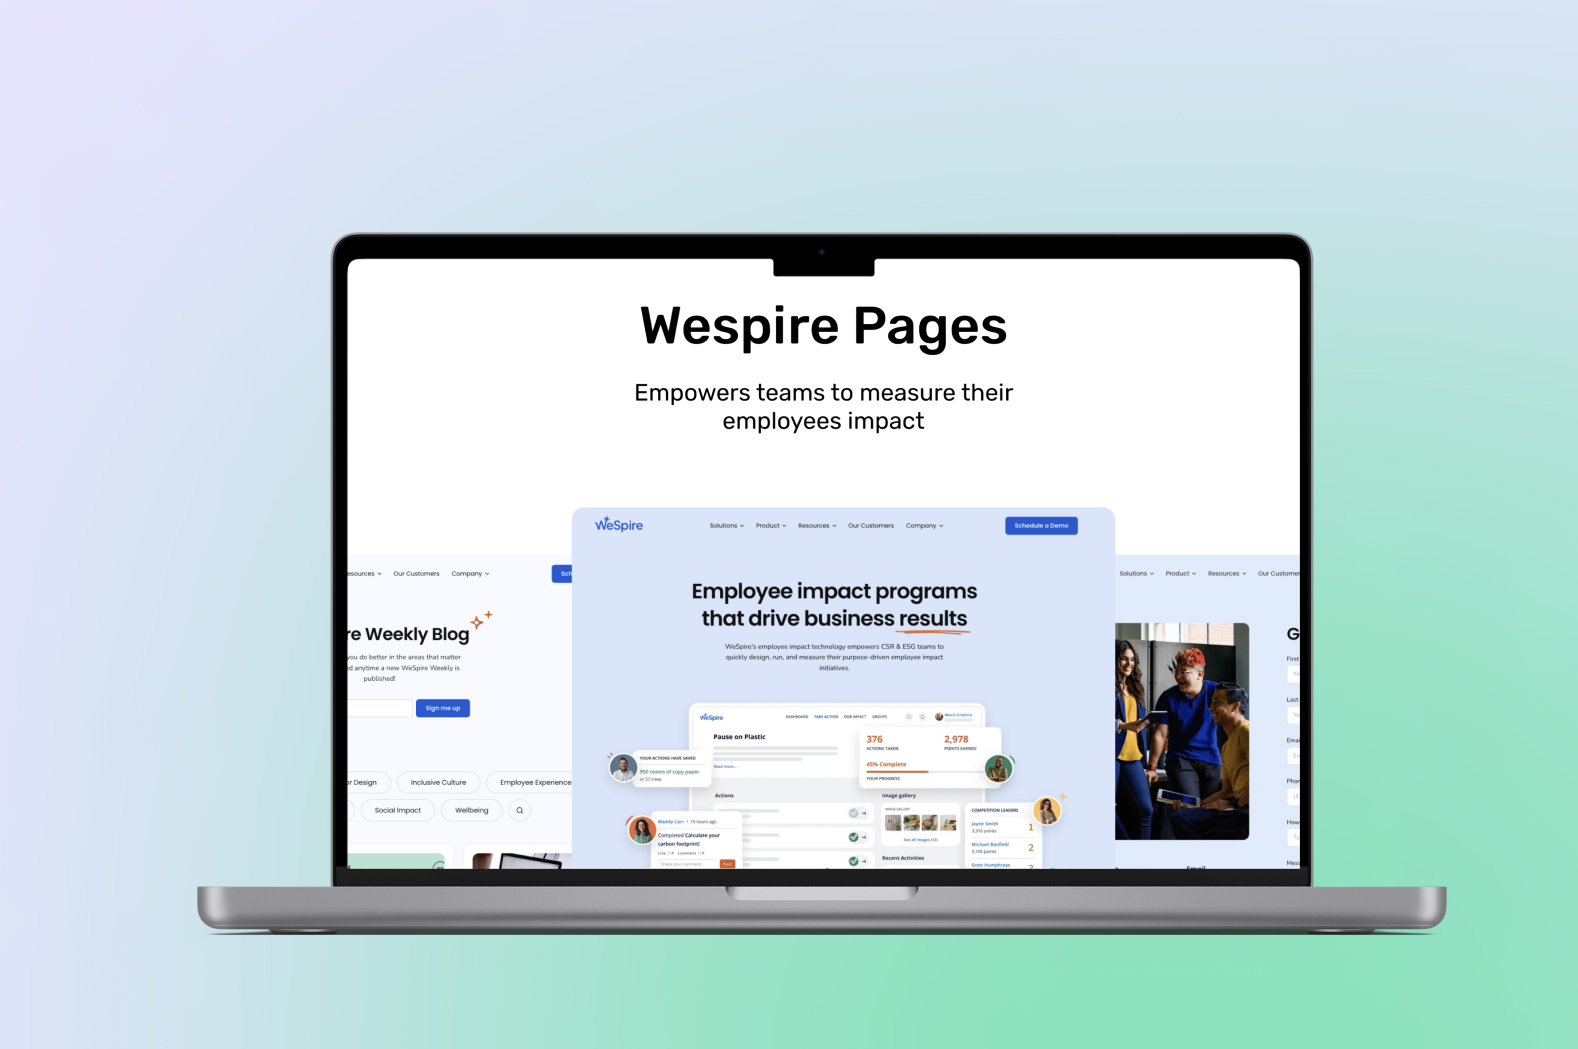 Wespire Pages
Empowers teams to measure their
employees impact
WeSpire
Solutions
Product
Resources
Our Customers
Company
Schedule a Demo
Employee impact programs
that drive business results
WeSpire's employee impact technology empowers CSR & ESG teams to
quickly design, run, and measure their purpose-driven employee impact
initiatives.
esources
Our Customers
Company
Sch
re Weekly Blog
you do better in the areas that matter
d anytime a new WeSpire Weekly is
published!
Sign me up
or Design
Inclusive Culture
Employee Experience
Social Impact
Wellbeing
WeSpire
DASHBOARD
TAKE ACTION
OUR IMPACT
GROUPS
Maria Cristina
Pause on Plastic
Read more...
376
ACTIONS TAKEN
2,978
POINTS EARNED
45% Complete
YOUR PROGRESS
YOUR ACTIONS HAVE SAVED
900 reams of copy paper
or 57 trees
Actions
Image gallery
IMAGE GALLERY
See all images (10)
Recent Activities
Maddy Carr • 15 hours ago
Completed Calculate your
carbon footprint!
Share your comment...
Post
COMPETITION LEADERS
Jayne Smith
3,916 points
1
Michael Banfield
3,105 points
2
Scott Humphreys
Solutions
Product
Resources
Our Customer
G
First
Last
Emai
Phon
How
Mess
Email